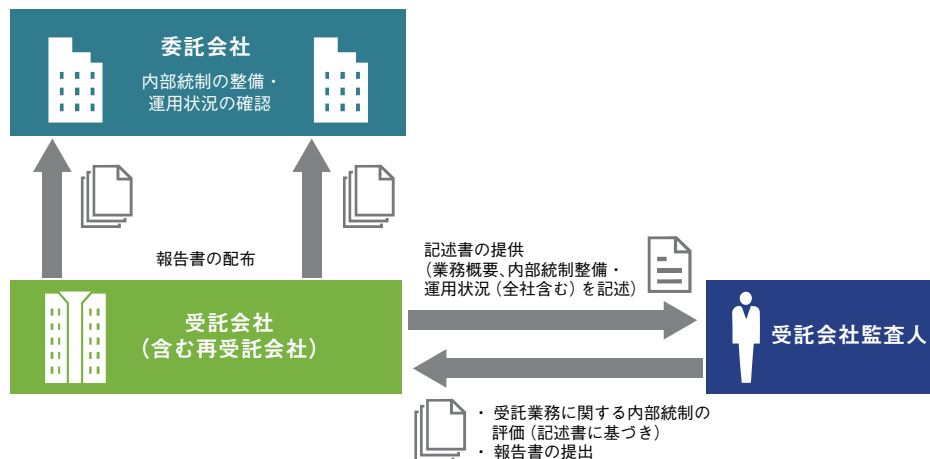 委託会社
内部統制の整備・
運用状況の確認
報告書の配布
記述書の提供
（業務概要、内部統制整備・
運用状況（全社含む）を記述）
受託会社
（含む再受託会社）
受託会社監査人
・ 受託業務に関する内部統制の
評価（記述書に基づき）
・ 報告書の提出